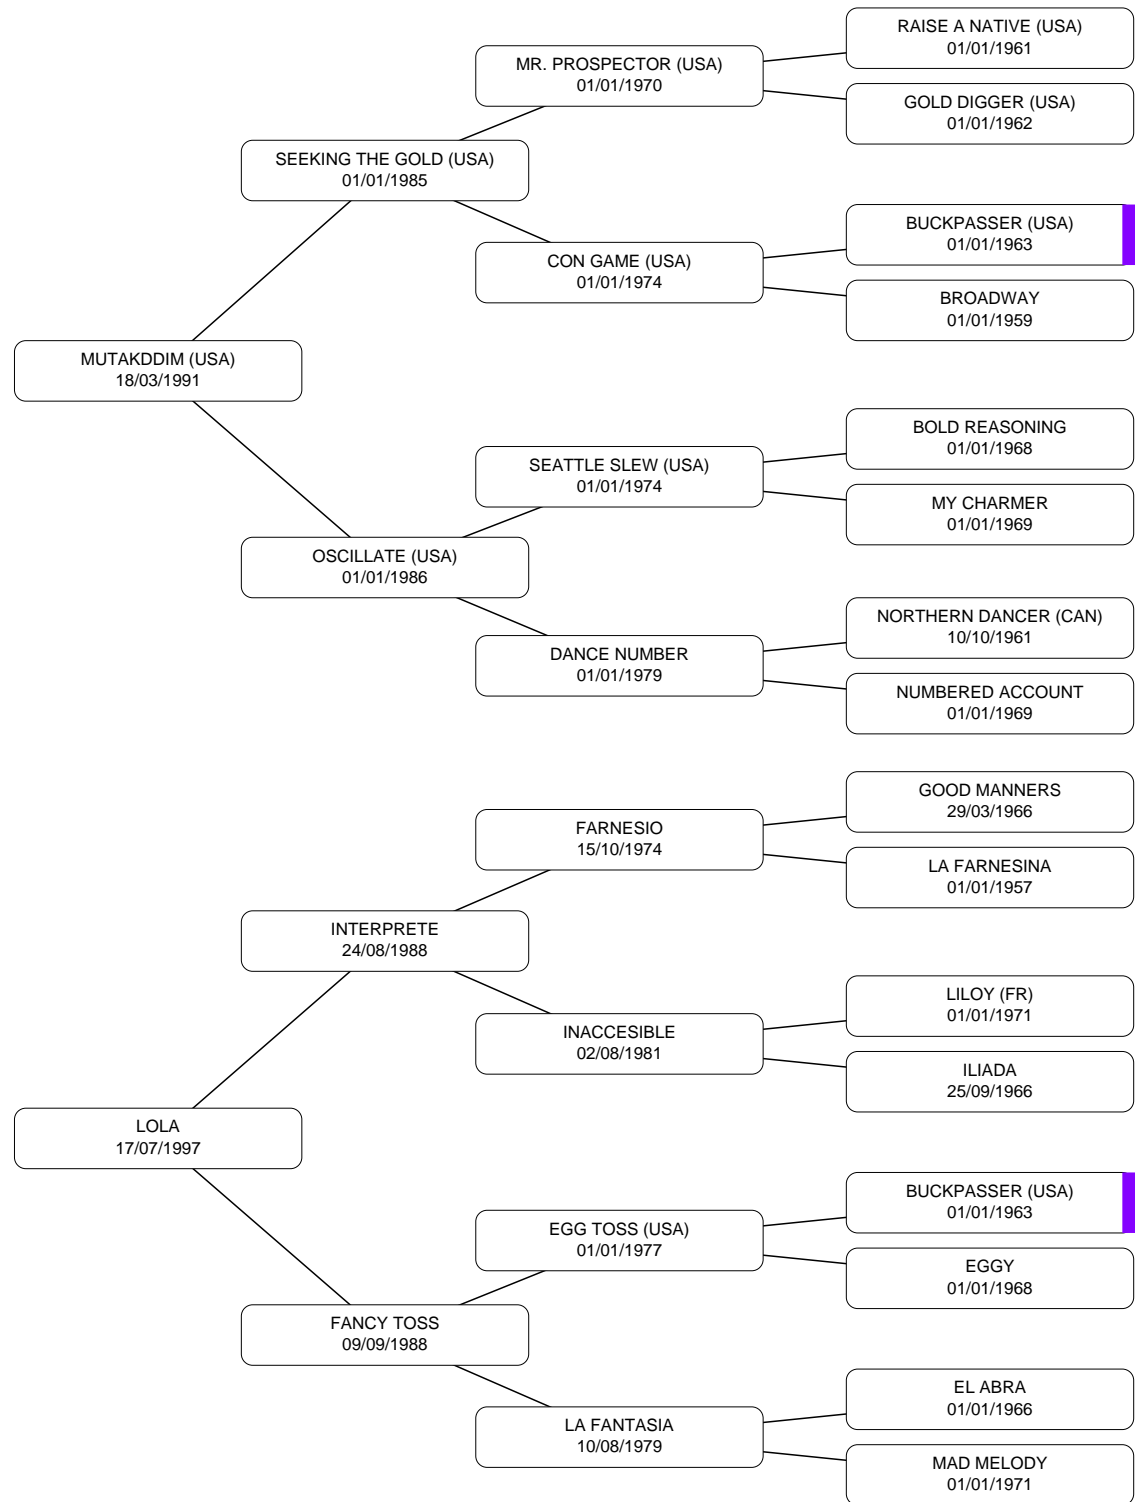 RAISE A NATIVE (USA)
01/01/1961
MR. PROSPECTOR (USA)
01/01/1970
GOLD DIGGER (USA)
01/01/1962
SEEKING THE GOLD (USA)
01/01/1985
BUCKPASSER (USA)
01/01/1963
CON GAME (USA)
01/01/1974
BROADWAY
01/01/1959
MUTAKDDIM (USA)
18/03/1991
BOLD REASONING
01/01/1968
SEATTLE SLEW (USA)
01/01/1974
MY CHARMER
01/01/1969
OSCILLATE (USA)
01/01/1986
NORTHERN DANCER (CAN)
10/10/1961
DANCE NUMBER
01/01/1979
NUMBERED ACCOUNT
01/01/1969
GOOD MANNERS
29/03/1966
FARNESIO
15/10/1974
LA FARNESINA
01/01/1957
INTERPRETE
24/08/1988
LILOY (FR)
01/01/1971
INACCESIBLE
02/08/1981
ILIADA
25/09/1966
LOLA
17/07/1997
BUCKPASSER (USA)
01/01/1963
EGG TOSS (USA)
01/01/1977
EGGY
01/01/1968
FANCY TOSS
09/09/1988
EL ABRA
01/01/1966
LA FANTASIA
10/08/1979
MAD MELODY
01/01/1971